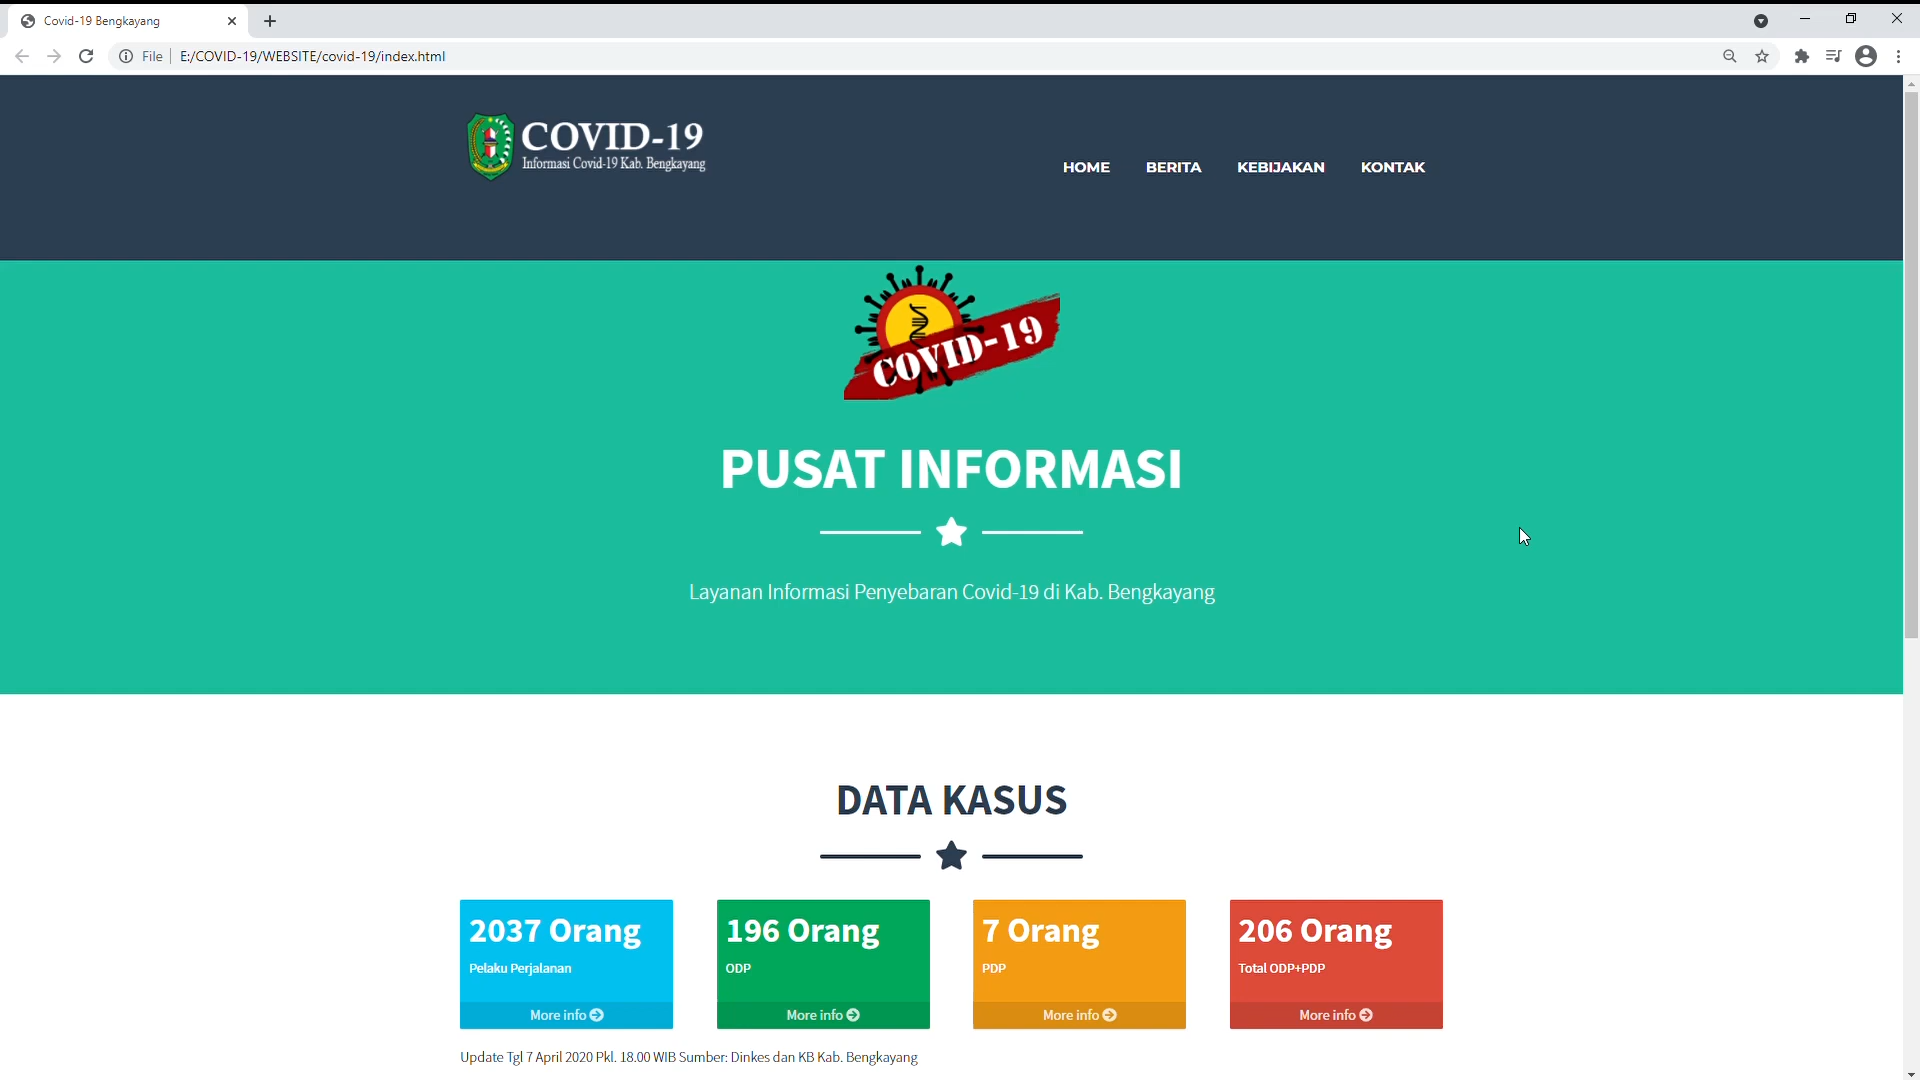 Covid-19 Bengkayang
File
E:/COVID-19/WEBSITE/covid-19/index.html
COVID-19
Informasi Covid-19 Kab. Bengkayang
HOME BERITA KEBIJAKAN KONTAK
COVID-19
PUSAT INFORMASI
Layanan Informasi Penyebaran Covid-19 di Kab. Bengkayang
DATA KASUS
2037 Orang
Pelaku Perjalanan
More info
196 Orang
ODP
More info
7 Orang
PDP
More info
206 Orang
Total ODP+PDP
More info
Update Tgl 7 April 2020 Pkl. 18.00 WIB Sumber: Dinkes dan KB Kab. Bengkayang